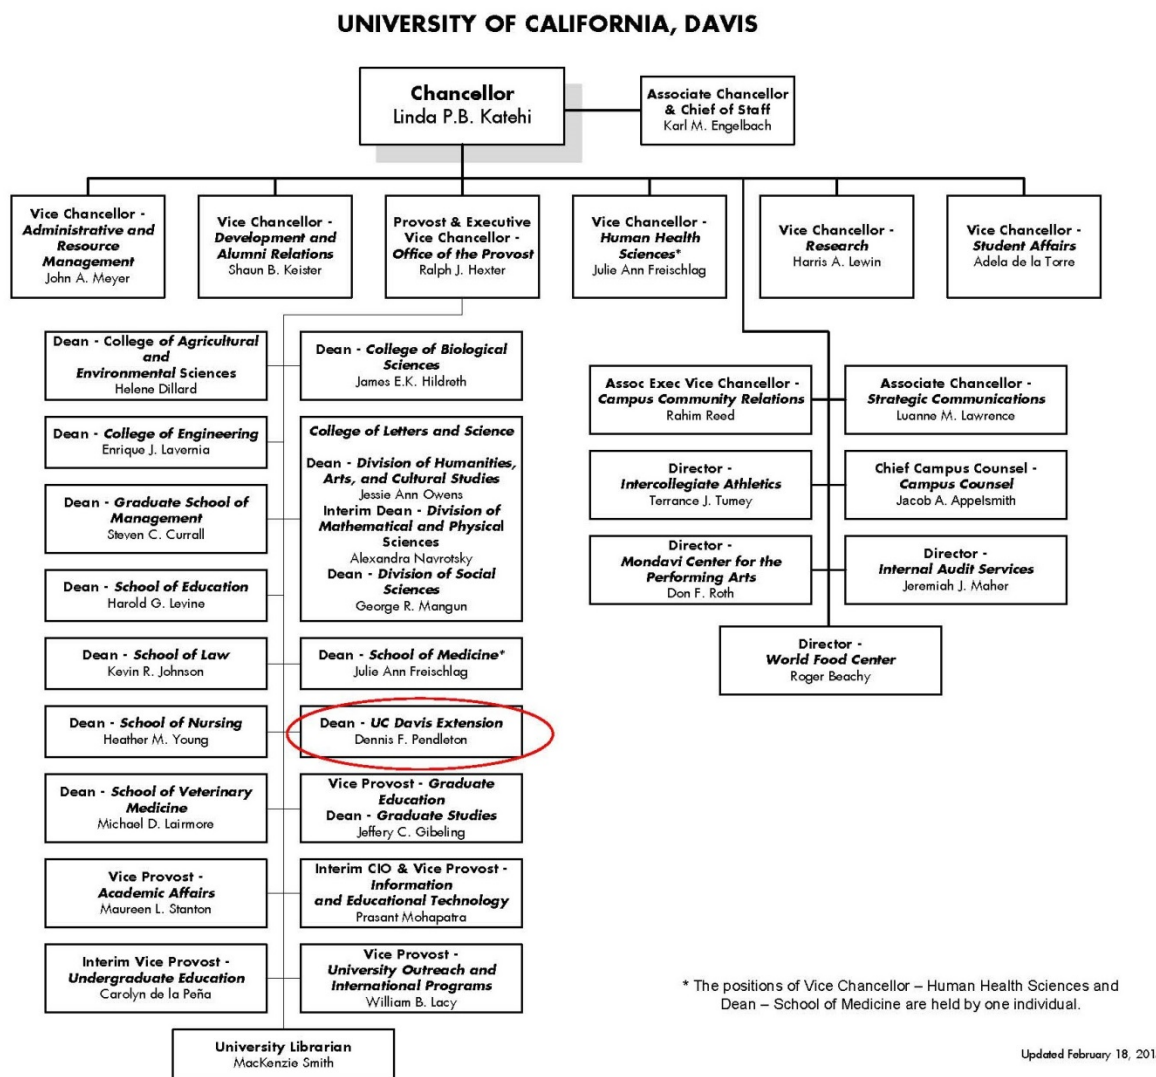 UNIVERSITY OF CALIFORNIA, DAVIS
Chancellor
Linda P.B. Katehi
Associate Chancellor
& Chief of Staff
Karl M. Engelbach
Vice Chancellor -
Administrative and
Resource
Management
John A. Meyer
Vice Chancellor -
Development and
Alumni Relations
Shaun B. Keister
Provost & Executive
Vice Chancellor -
Office of the Provost
Ralph J. Hexter
Vice Chancellor -
Human Health
Sciences*
Julie Ann Freischlag
Vice Chancellor -
Research
Harris A. Lewin
Vice Chancellor -
Student Affairs
Adela de la Torre
Dean - College of Agricultural
and
Environmental Sciences
Helene Dillard
Dean - College of Biological
Sciences
James E.K. Hildreth
Dean - College of Engineering
Enrique J. Lavernia
College of Letters and Science
Dean - Division of Humanities,
Arts, and Cultural Studies
Jessie Ann Owens
Interim Dean - Division of
Mathematical and Physical
Sciences
Alexandra Navrotsky
Dean - Division of Social
Sciences
George R. Mangun
Dean - Graduate School of
Management
Steven C. Currall
Dean - School of Education
Harold G. Levine
Dean - School of Law
Kevin R. Johnson
Dean - School of Medicine*
Julie Ann Freischlag
Dean - School of Nursing
Heather M. Young
Dean - UC Davis Extension
Dennis F. Pendleton
Dean - School of Veterinary
Medicine
Michael D. Lairmore
Vice Provost - Graduate
Education
Dean - Graduate Studies
Jeffery C. Gibeling
Vice Provost -
Academic Affairs
Maureen L. Stanton
Interim CIO & Vice Provost -
Information
and Educational Technology
Prasant Mohapatra
Interim Vice Provost -
Undergraduate Education
Carolyn de la Peña
Vice Provost -
University Outreach and
International Programs
William B. Lacy
University Librarian
MacKenzie Smith
Assoc Exec Vice Chancellor -
Campus Community Relations
Rahim Reed
Associate Chancellor -
Strategic Communications
Luanne M. Lawrence
Director -
Intercollegiate Athletics
Terrance J. Tumey
Chief Campus Counsel -
Campus Counsel
Jacob A. Appelsmith
Director -
Mondavi Center for the
Performing Arts
Don F. Roth
Director -
Internal Audit Services
Jeremiah J. Maher
Director -
World Food Center
Roger Beachy
* The positions of Vice Chancellor – Human Health Sciences and
Dean – School of Medicine are held by one individual.
Updated February 18, 201